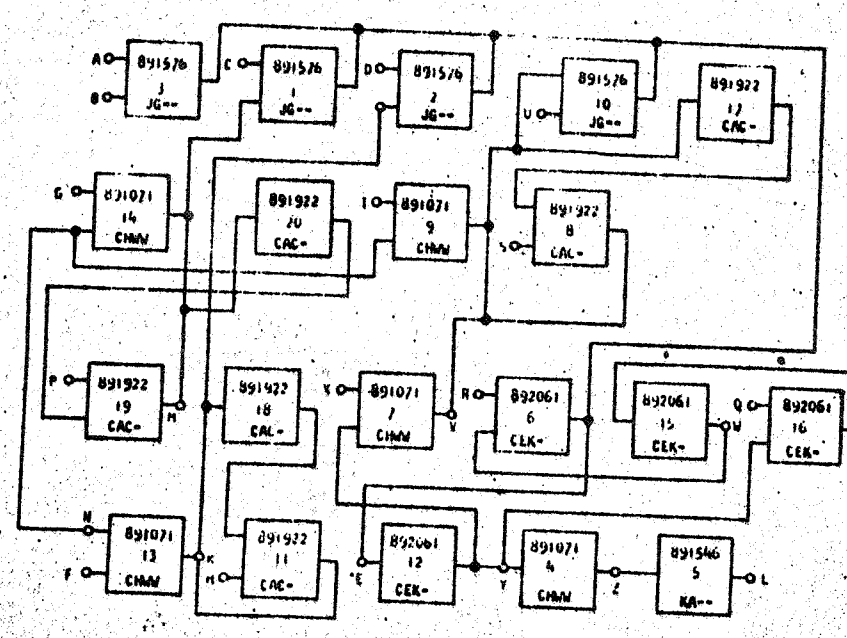 A
B
891576
3
JG--
C
891576
1
JG--
D
891576
2
JG--
U
891576
10
JG--
891922
17
CAC-
G
891071
14
CHWW
891922
20
CAC-
891071
9
CHWW
S
891922
8
CAC-
P
891922
19
CAC-
M
891922
18
CAC-
891071
7
CHWW
V
R
892061
6
CEK-
892061
15
CEK-
W
Q
892061
16
CEK-
N
F
891071
13
CHWW
K
891922
11
CAC-
E
892061
12
CEK-
Y
891071
4
CHWW
Z
891546
5
KA--
L